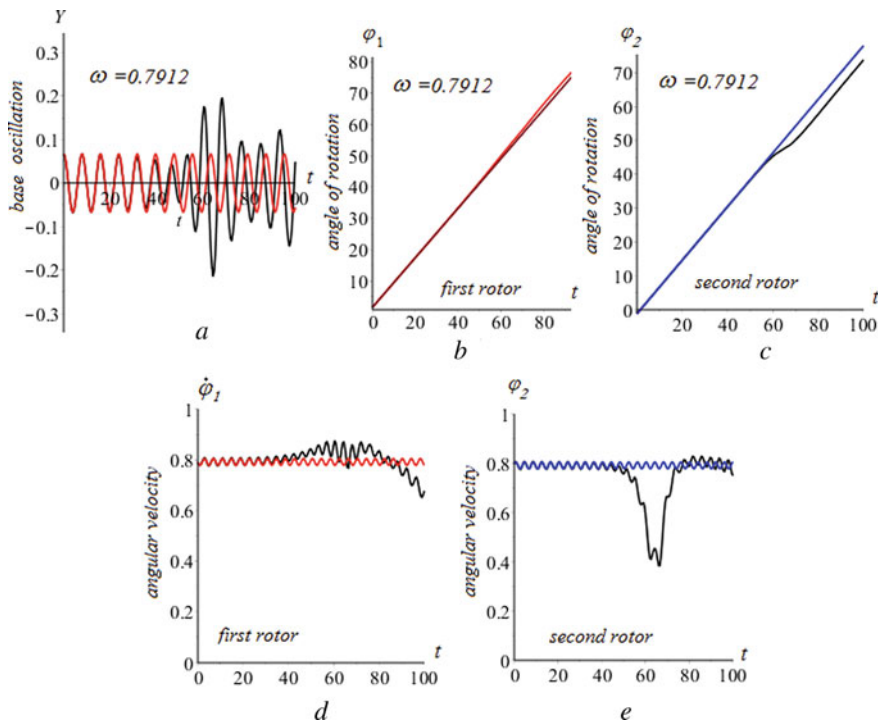 Y
base oscillation
0.3
0.2
0.1
0
−0.1
−0.2
−0.3
ω = 0.7912
20
40
t
80
100
t
a
φ1
angle of rotation
80
70
60
50
40
30
20
10
ω = 0.7912
first rotor
t
0
20
40
60
80
b
φ2
angle of rotation
70
60
50
40
30
20
10
0
ω = 0.7912
second rotor
t
20
40
60
80
100
c
φ̇1
angular velocity
1
0.8
0.6
0.4
0.2
0
first rotor
t
0
20
40
60
80
100
d
φ2
angular velocity
1
0.8
0.6
0.4
0.2
0
second rotor
t
0
20
40
60
80
100
e